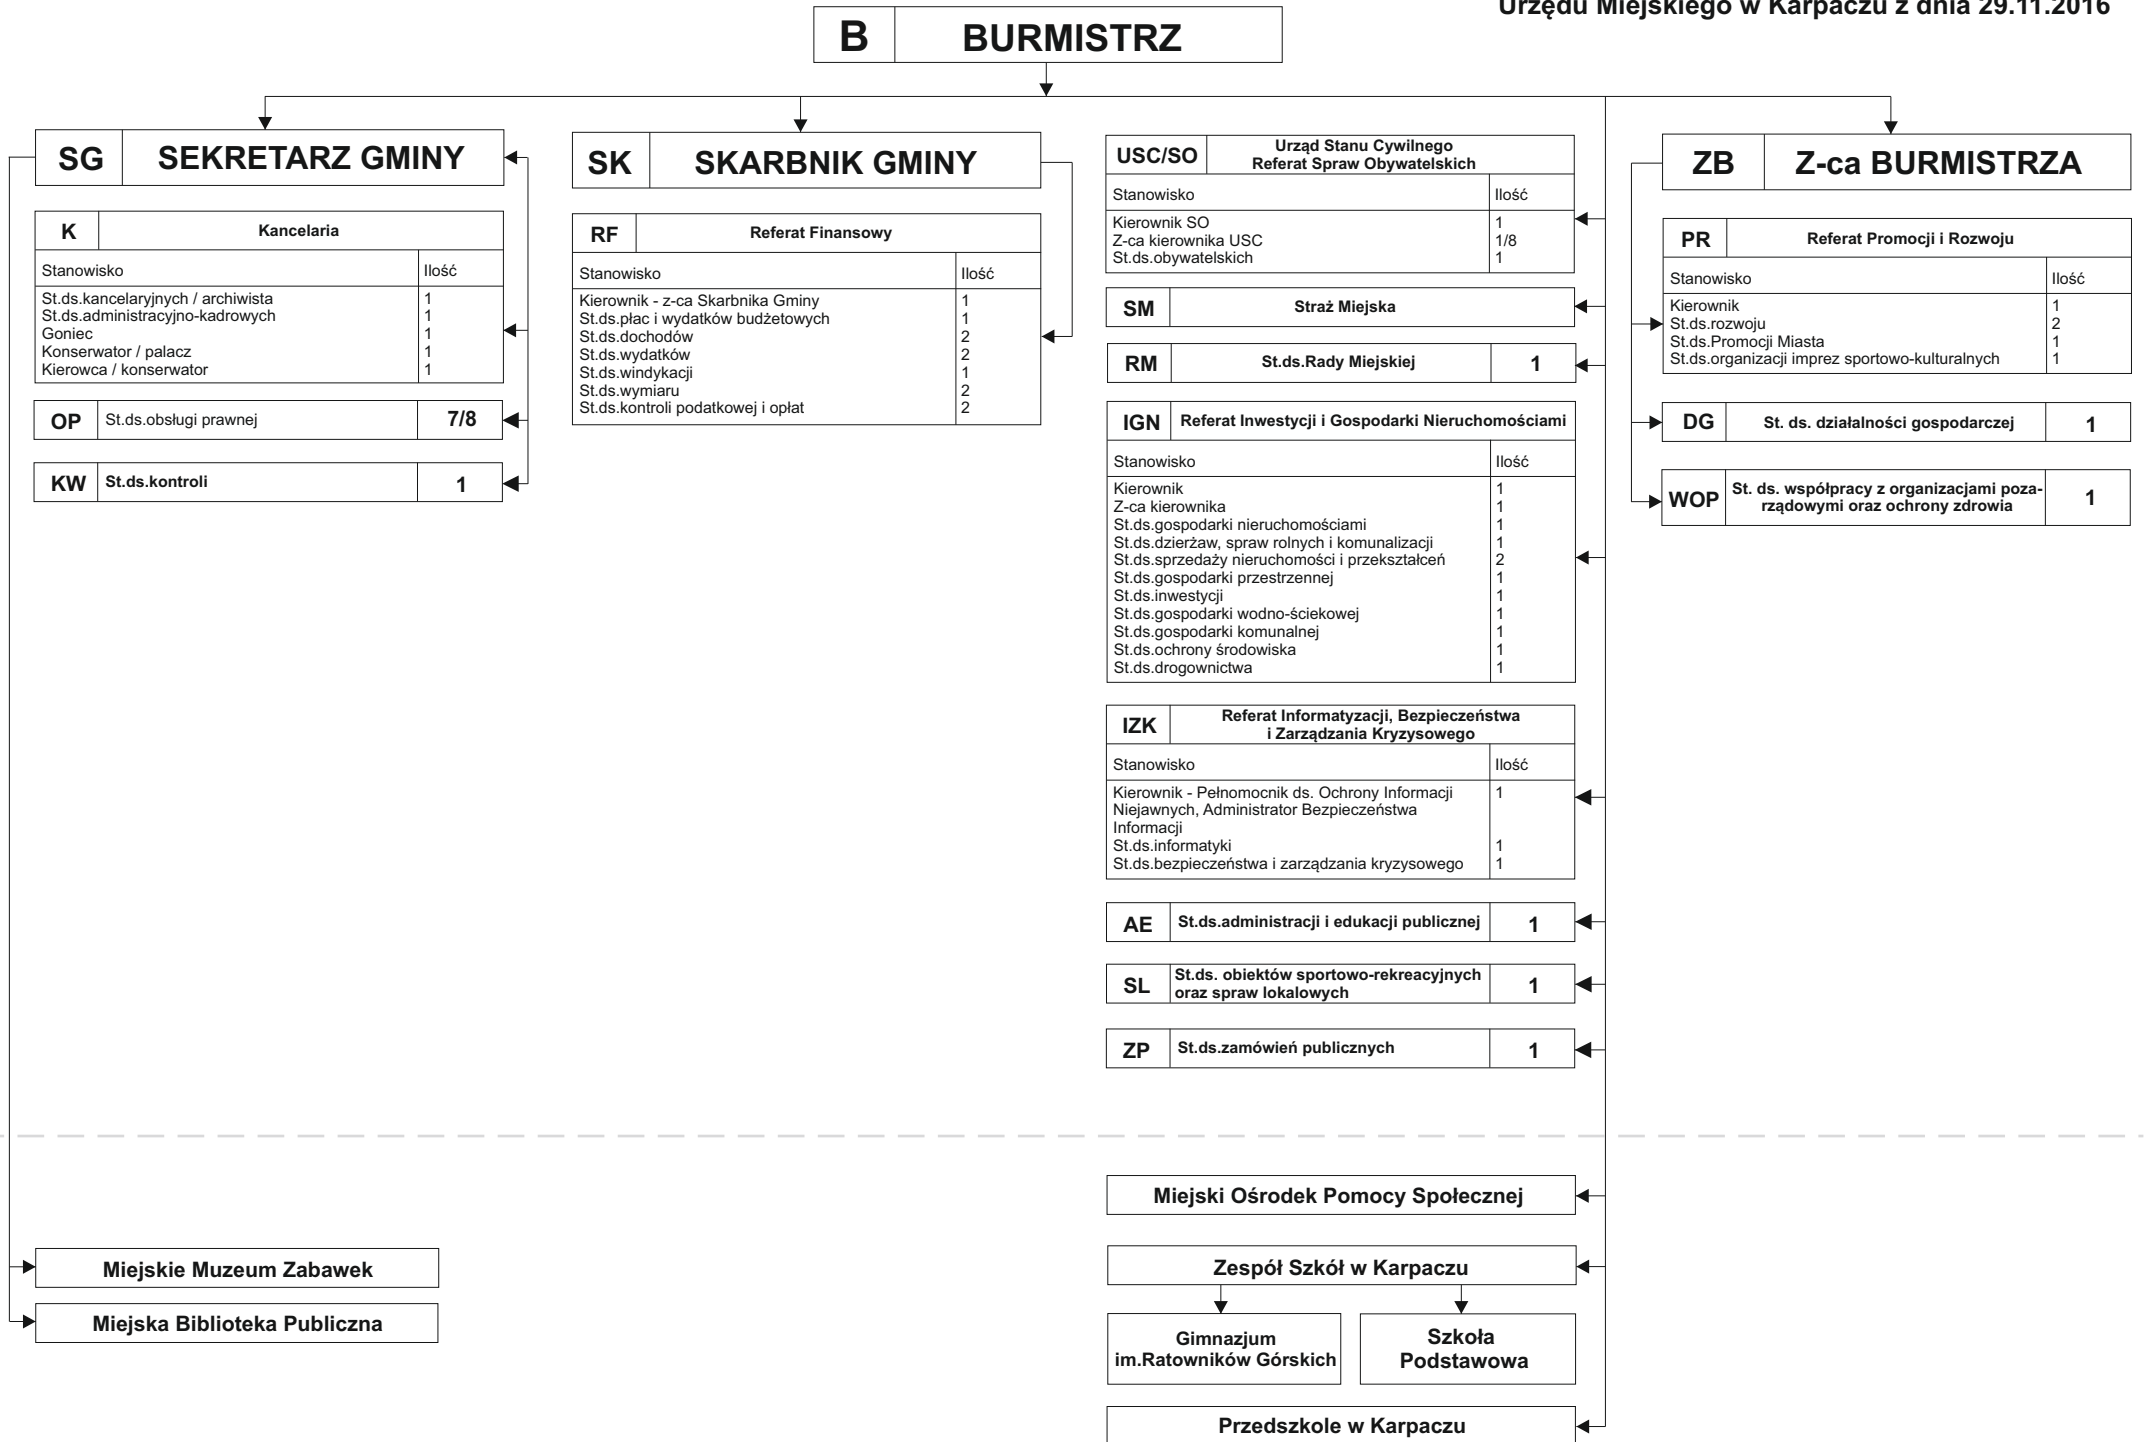 Urzędu Miejskiego w Karpaczu z dnia 29.11.2016
B BURMISTRZ
SG SEKRETARZ GMINY
K Kancelaria
Stanowisko Ilość
St.ds.kancelaryjnych / archiwista 1
St.ds.administracyjno-kadrowych 1
Goniec 1
Konserwator / palacz 1
Kierowca / konserwator 1
OP St.ds.obsługi prawnej 7/8
KW St.ds.kontroli 1
SK SKARBNIK GMINY
RF Referat Finansowy
Stanowisko Ilość
Kierownik - z-ca Skarbnika Gminy 1
St.ds.płac i wydatków budżetowych 1
St.ds.dochodów 2
St.ds.wydatków 2
St.ds.windykacji 1
St.ds.wymiaru 2
St.ds.kontroli podatkowej i opłat 2
USC/SO Urząd Stanu Cywilnego
Referat Spraw Obywatelskich
Stanowisko Ilość
Kierownik SO 1
Z-ca kierownika USC 1/8
St.ds.obywatelskich 1
SM Straż Miejska
RM St.ds.Rady Miejskiej 1
IGN Referat Inwestycji i Gospodarki Nieruchomościami
Stanowisko Ilość
Kierownik 1
Z-ca kierownika 1
St.ds.gospodarki nieruchomościami 1
St.ds.dzierżaw, spraw rolnych i komunalizacji 1
St.ds.sprzedaży nieruchomości i przekształceń 2
St.ds.gospodarki przestrzennej 1
St.ds.inwestycji 1
St.ds.gospodarki wodno-ściekowej 1
St.ds.gospodarki komunalnej 1
St.ds.ochrony środowiska 1
St.ds.drogownictwa 1
IZK Referat Informatyzacji, Bezpieczeństwa
i Zarządzania Kryzysowego
Stanowisko Ilość
Kierownik - Pełnomocnik ds. Ochrony Informacji 1
Niejawnych, Administrator Bezpieczeństwa
Informacji
St.ds.informatyki 1
St.ds.bezpieczeństwa i zarządzania kryzysowego 1
AE St.ds.administracji i edukacji publicznej 1
SL St.ds. obiektów sportowo-rekreacyjnych
oraz spraw lokalowych 1
ZP St.ds.zamówień publicznych 1
ZB Z-ca BURMISTRZA
PR Referat Promocji i Rozwoju
Stanowisko Ilość
Kierownik 1
St.ds.rozwoju 2
St.ds.Promocji Miasta 1
St.ds.organizacji imprez sportowo-kulturalnych 1
DG St. ds. działalności gospodarczej 1
WOP St. ds. współpracy z organizacjami poza-
rządowymi oraz ochrony zdrowia 1
Miejskie Muzeum Zabawek
Miejska Biblioteka Publiczna
Miejski Ośrodek Pomocy Społecznej
Zespół Szkół w Karpaczu
Gimnazjum
im.Ratowników Górskich
Szkoła
Podstawowa
Przedszkole w Karpaczu